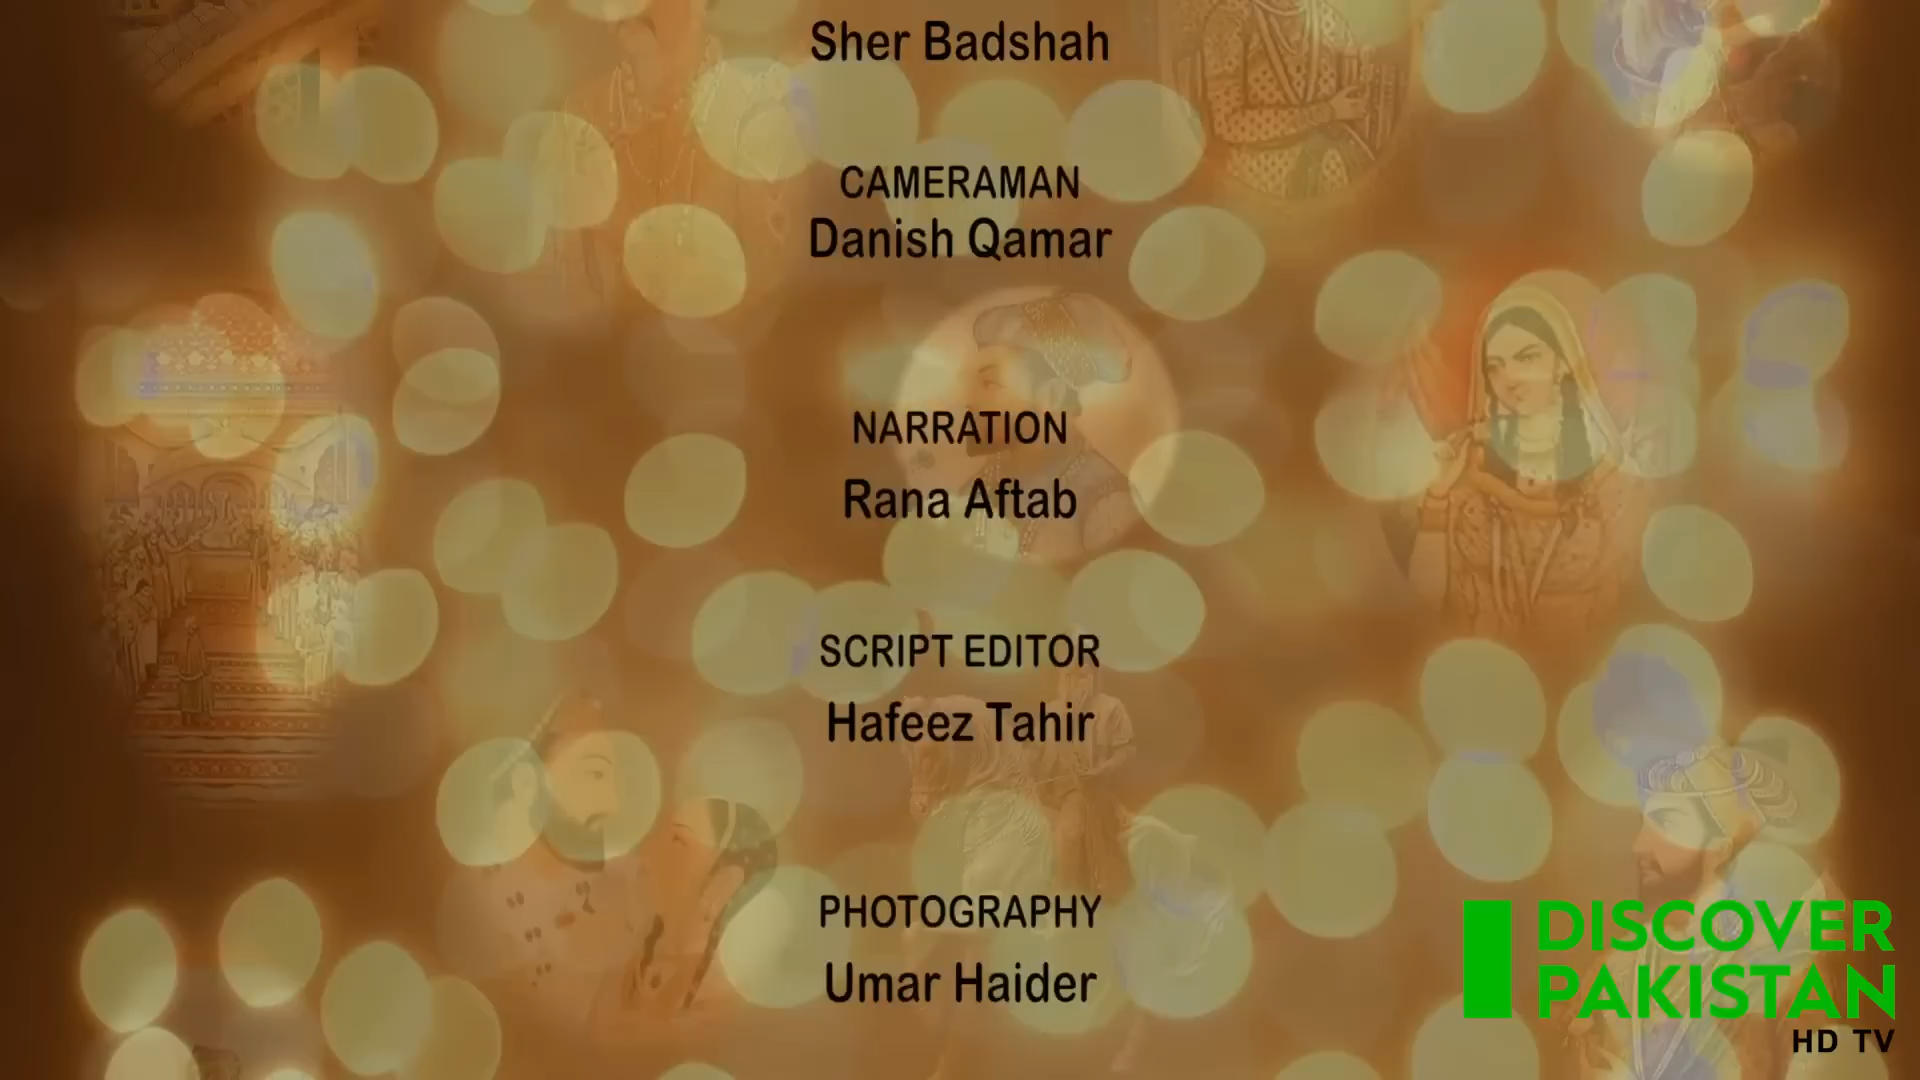 Sher Badshah
CAMERAMAN
Danish Qamar
NARRATION
Rana Aftab
SCRIPT EDITOR
Hafeez Tahir
PHOTOGRAPHY
Umar Haider
DISCOVER
PAKISTAN
HD TV